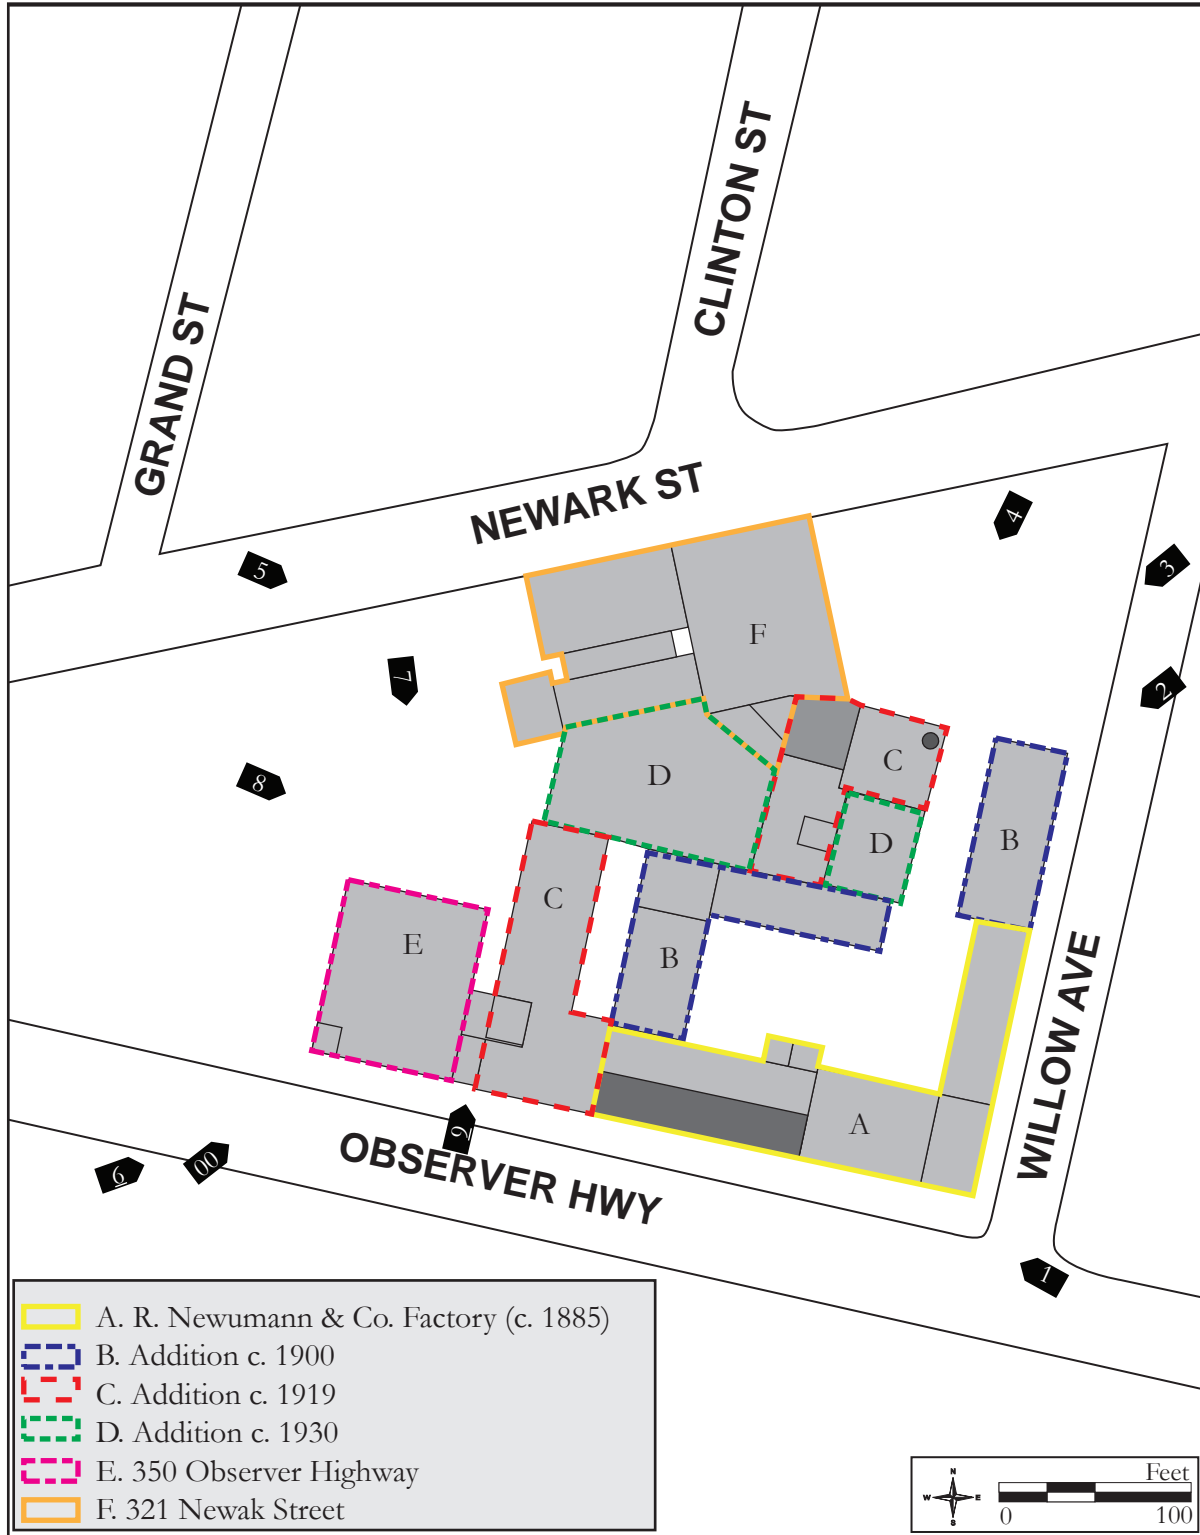 CLINTON ST
GRAND ST
NEWARK ST
4
3
5
F
7
2
D
C
8
D
B
C
E
B
A
WILLOW AVE
9
OBSERVER HWY
00
6
1
A. R. Newumann & Co. Factory (c. 1885)
B. Addition c. 1900
C. Addition c. 1919
D. Addition c. 1930
E. 350 Observer Highway
F. 321 Newak Street
N
W E
S
Feet
0 100